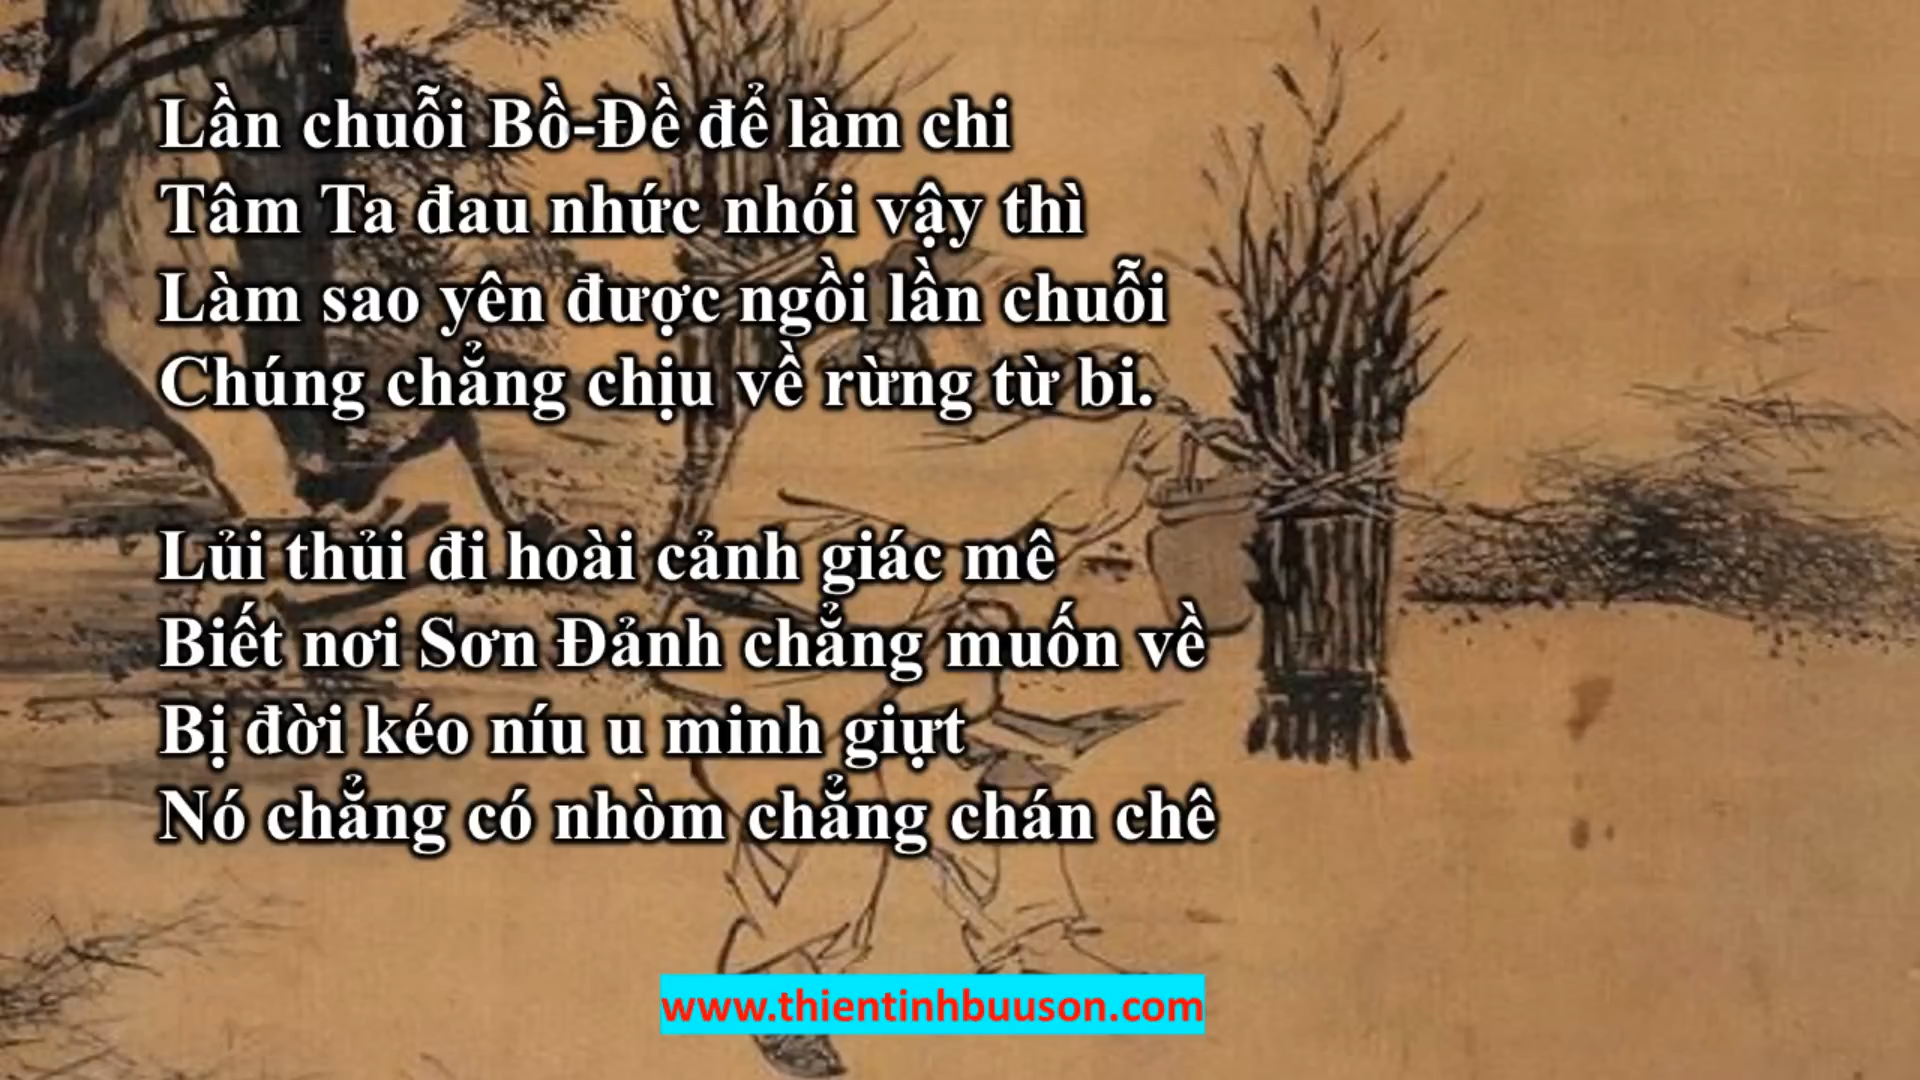 Lần chuỗi Bồ-Đề để làm chi
Tâm Ta đau nhức nhói vậy thì
Làm sao yên được ngồi lần chuỗi
Chúng chẳng chịu về rừng từ bi.
Lủi thủi đi hoài cảnh giác mê
Biết nơi Sơn Đảnh chẳng muốn về
Bị đời kéo níu u minh giựt
Nó chẳng có nhòm chẳng chán chê
www.thientinhbuuson.com